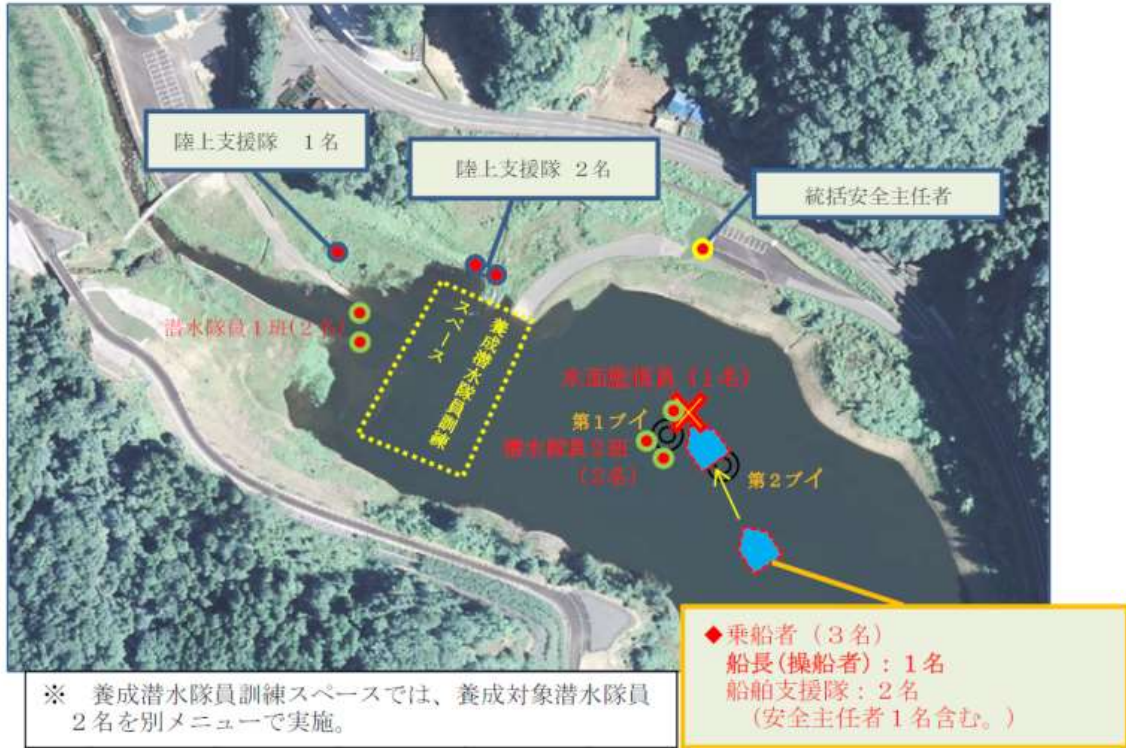 陸上支援隊 1名
陸上支援隊 2名
統括安全主任者
潜水隊員1班(2名)
養成潜水隊員訓練
スペース
水面監視員(1名)
第1ブイ
潜水隊員2班
(2名)
第2ブイ
◆乗船者(3名)
船長(操船者):1名
船舶支援隊:2名
(安全主任者1名含む。)
※ 養成潜水隊員訓練スペースでは、養成対象潜水隊員
2名を別メニューで実施。